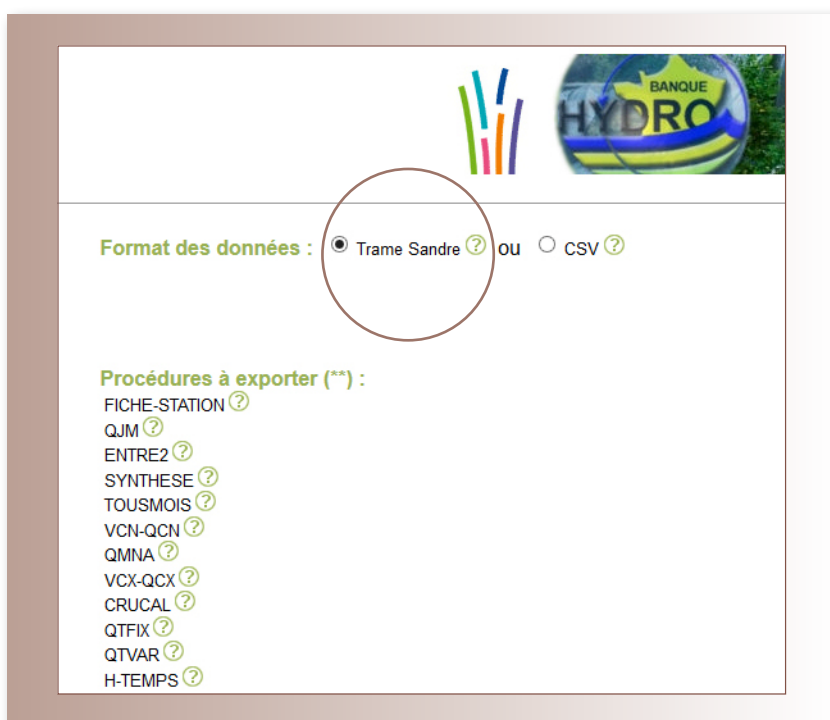 BANQUE
HYDRO
Format des données : Trame Sandre ? ou CSV ?
Procédures à exporter (**) :
FICHE-STATION ?
QJM ?
ENTRE2 ?
SYNTHESE ?
TOUSMOIS ?
VCN-QCN ?
QMNA ?
VCX-QCX ?
CRUCAL ?
QTFIX ?
QTVAR ?
H-TEMPS ?